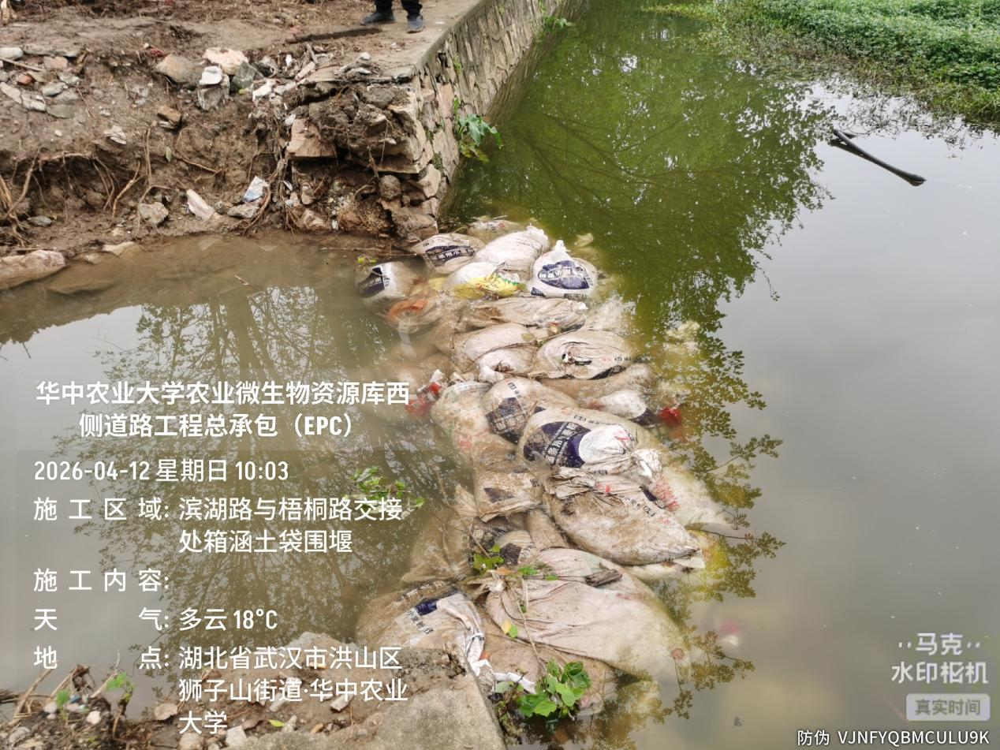 华中农业大学农业微生物资源库西
侧道路工程总承包（EPC）
2026-04-12 星期日 10:03
施工区域: 滨湖路与梧桐路交接
处箱涵土袋围堰
施工内容:
天气: 多云 18°C
地点: 湖北省武汉市洪山区
狮子山街道·华中农业
大学
马克
水印相机
真实时间
防伪 VJNFYQBMCULU9K